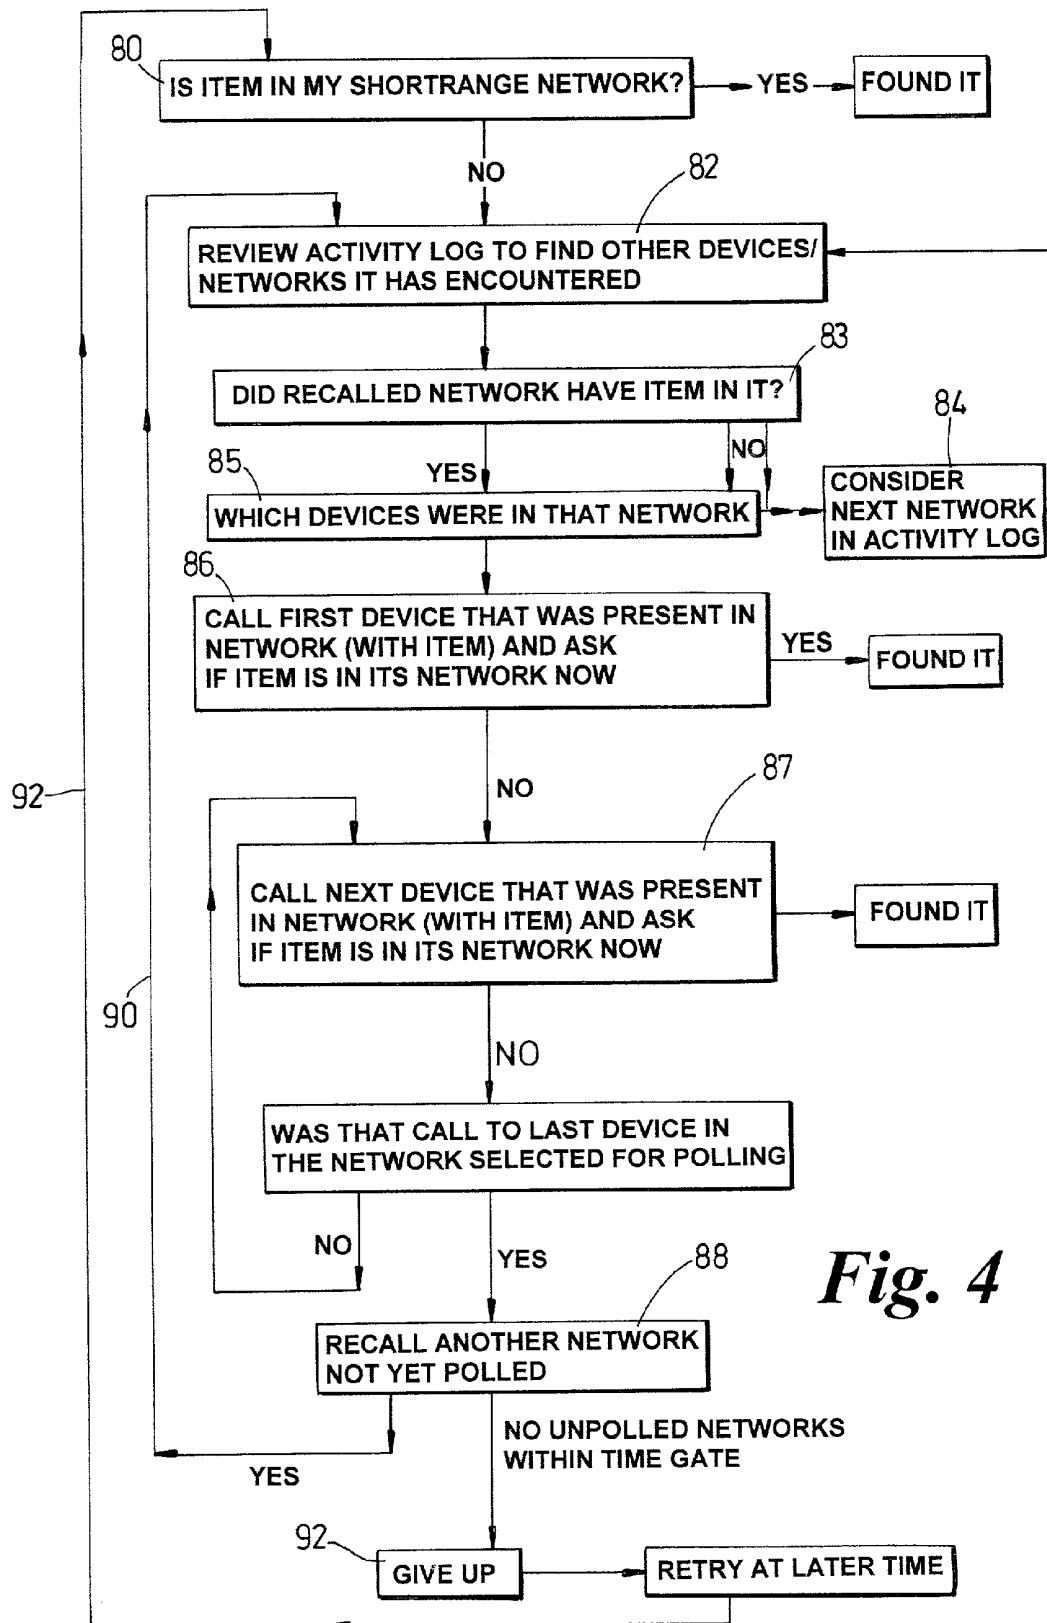 80
IS ITEM IN MY SHORTRANGE NETWORK?
YES
FOUND IT
NO
82
REVIEW ACTIVITY LOG TO FIND OTHER DEVICES/
NETWORKS IT HAS ENCOUNTERED
83
DID RECALLED NETWORK HAVE ITEM IN IT?
84
NO
YES
85
WHICH DEVICES WERE IN THAT NETWORK
CONSIDER
NEXT NETWORK
IN ACTIVITY LOG
86
CALL FIRST DEVICE THAT WAS PRESENT IN
NETWORK (WITH ITEM) AND ASK
IF ITEM IS IN ITS NETWORK NOW
YES
FOUND IT
NO
92
87
CALL NEXT DEVICE THAT WAS PRESENT
IN NETWORK (WITH ITEM) AND ASK
IF ITEM IS IN ITS NETWORK NOW
FOUND IT
90
NO
WAS THAT CALL TO LAST DEVICE IN
THE NETWORK SELECTED FOR POLLING
NO
YES
88
Fig. 4
RECALL ANOTHER NETWORK
NOT YET POLLED
NO UNPOLLED NETWORKS
WITHIN TIME GATE
YES
92
GIVE UP
RETRY AT LATER TIME